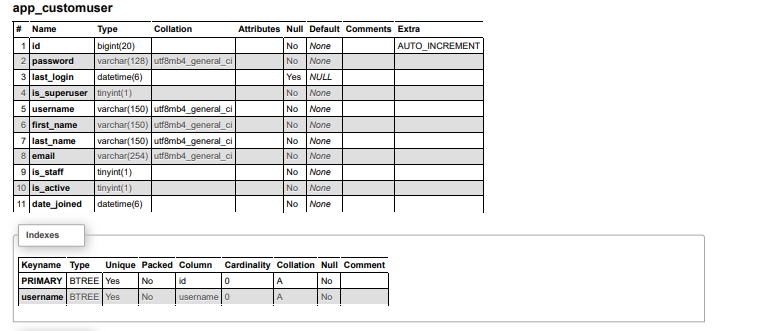 app_customuser
# Name Type Collation Attributes Null Default Comments Extra
1 id bigint(20) No None AUTO_INCREMENT
2 password varchar(128) utf8mb4_general_ci No None
3 last_login datetime(6) Yes NULL
4 is_superuser tinyint(1) No None
5 username varchar(150) utf8mb4_general_ci No None
6 first_name varchar(150) utf8mb4_general_ci No None
7 last_name varchar(150) utf8mb4_general_ci No None
8 email varchar(254) utf8mb4_general_ci No None
9 is_staff tinyint(1) No None
10 is_active tinyint(1) No None
11 date_joined datetime(6) No None
Indexes
Keyname Type Unique Packed Column Cardinality Collation Null Comment
PRIMARY BTREE Yes No id 0 A No
username BTREE Yes No username 0 A No